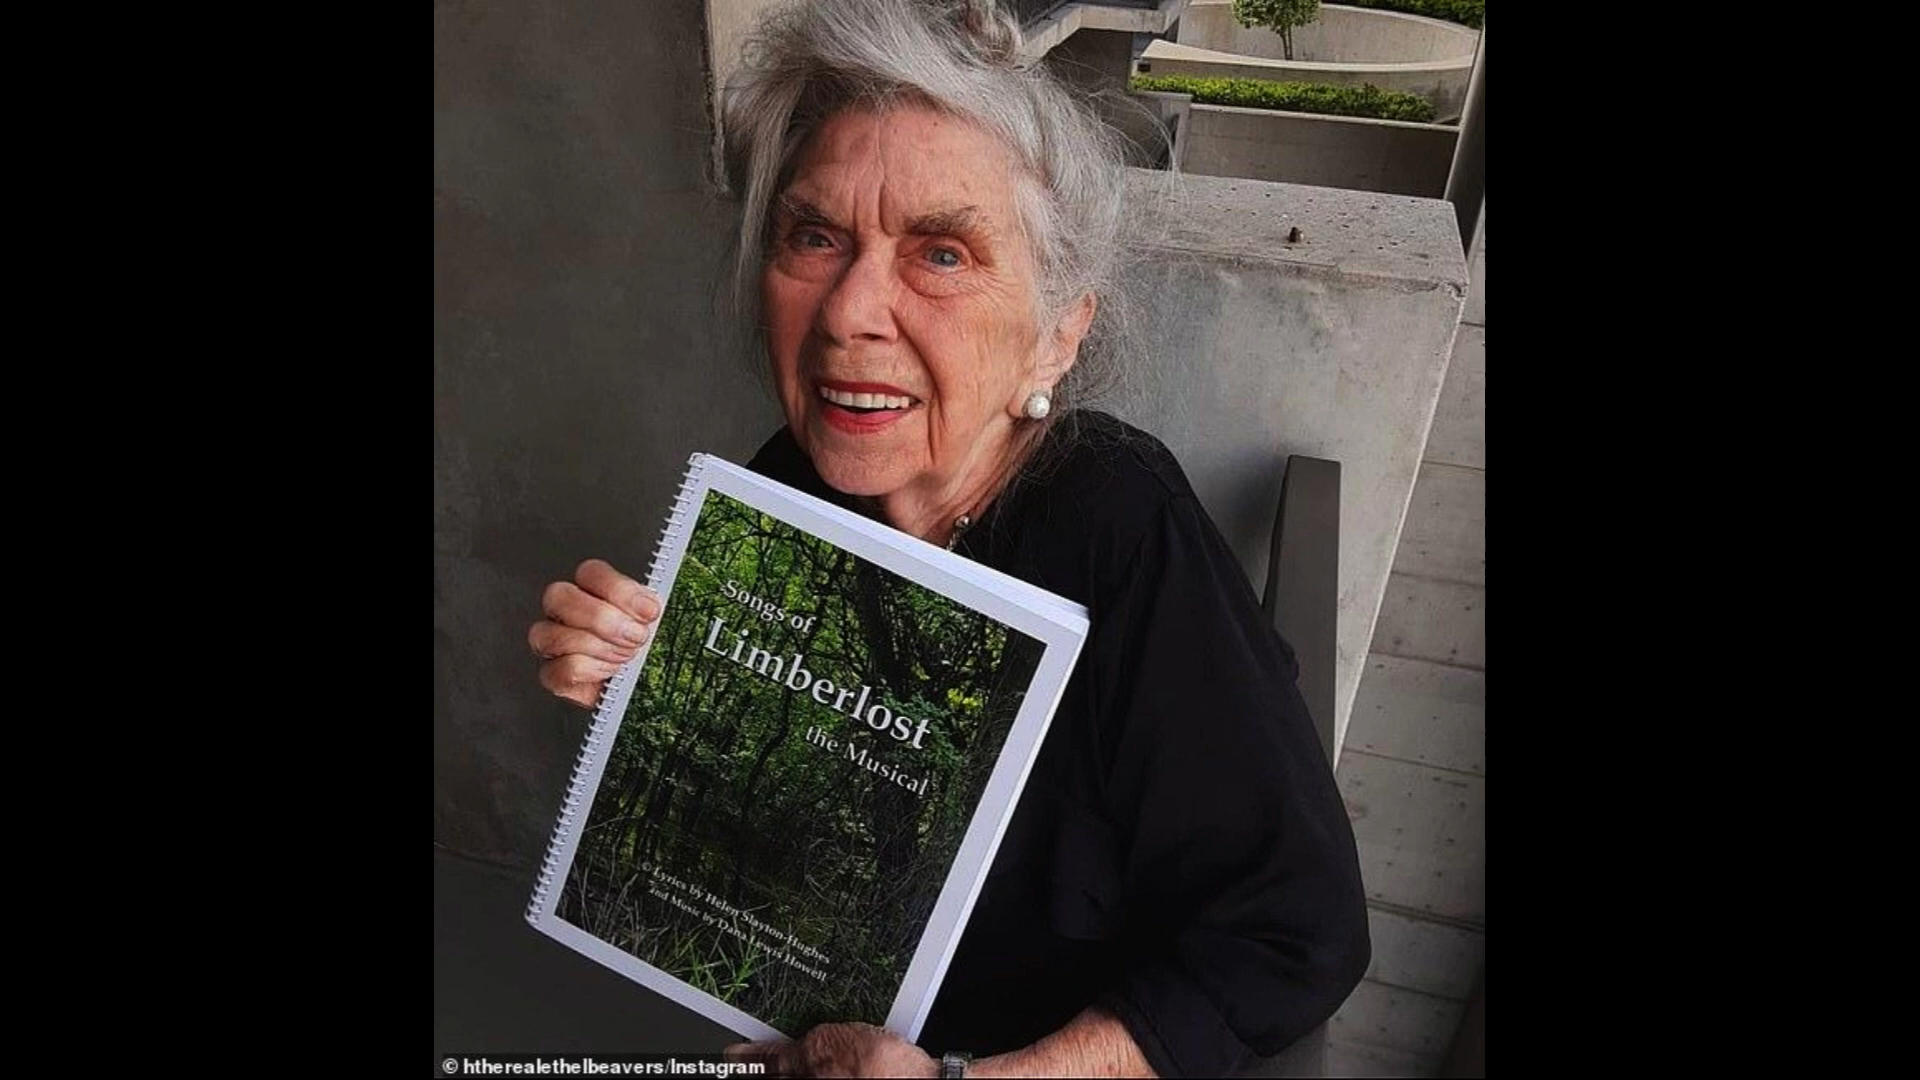 Songs of
Limberlost
the Musical
© Lyrics by Helen Slayton-Hughes
and Music by Dana Lewis Howell
© htherealethelbeavers/Instagram